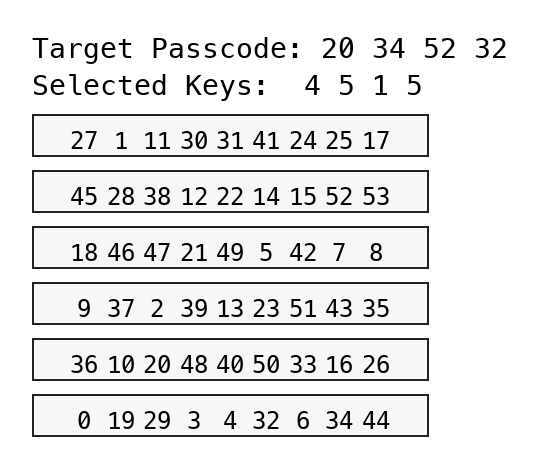 Target Passcode: 20 34 52 32
Selected Keys: 4 5 1 5
27 1 11 30 31 41 24 25 17
45 28 38 12 22 14 15 52 53
18 46 47 21 49 5 42 7 8
9 37 2 39 13 23 51 43 35
36 10 20 48 40 50 33 16 26
0 19 29 3 4 32 6 34 44